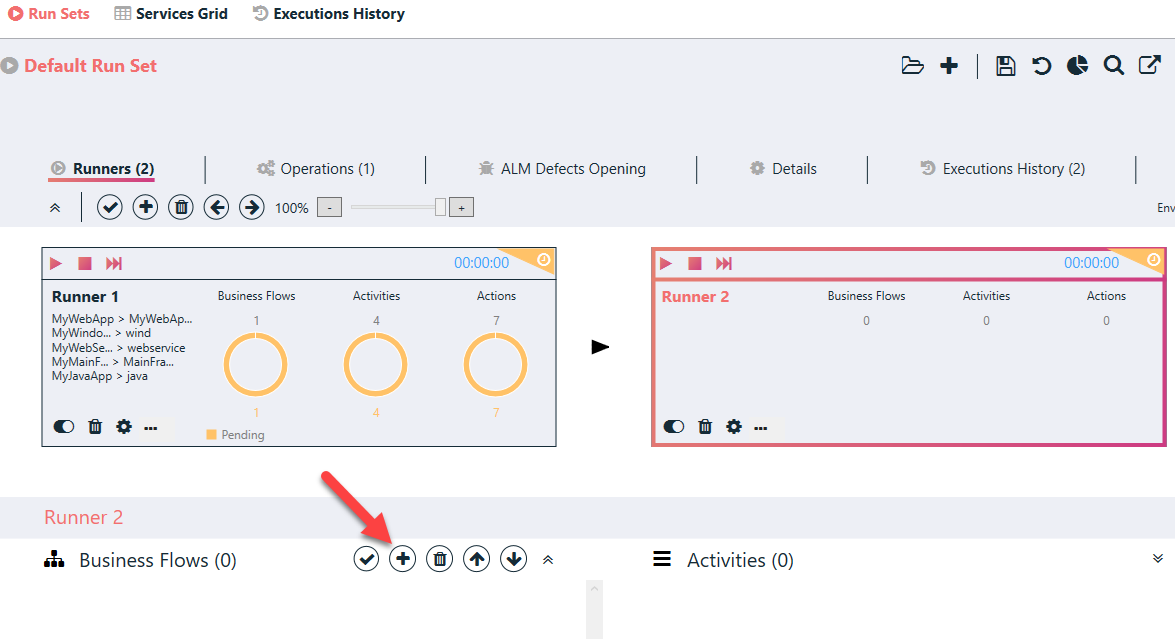 Run Sets Services Grid Executions History
Default Run Set
Runners (2) Operations (1) ALM Defects Opening Details Executions History (2)
100% - + Env
00:00:00 00:00:00
Runner 1 Business Flows Activities Actions Runner 2 Business Flows Activities Actions
MyWebApp > MyWebAp... 1 4 7 0 0 0
MyWindo... > wind
MyWebSe... > webservice
MyMainF... > MainFra...
MyJavaApp > java
1 4 7
... Pending ...
Runner 2
Business Flows (0) Activities (0)